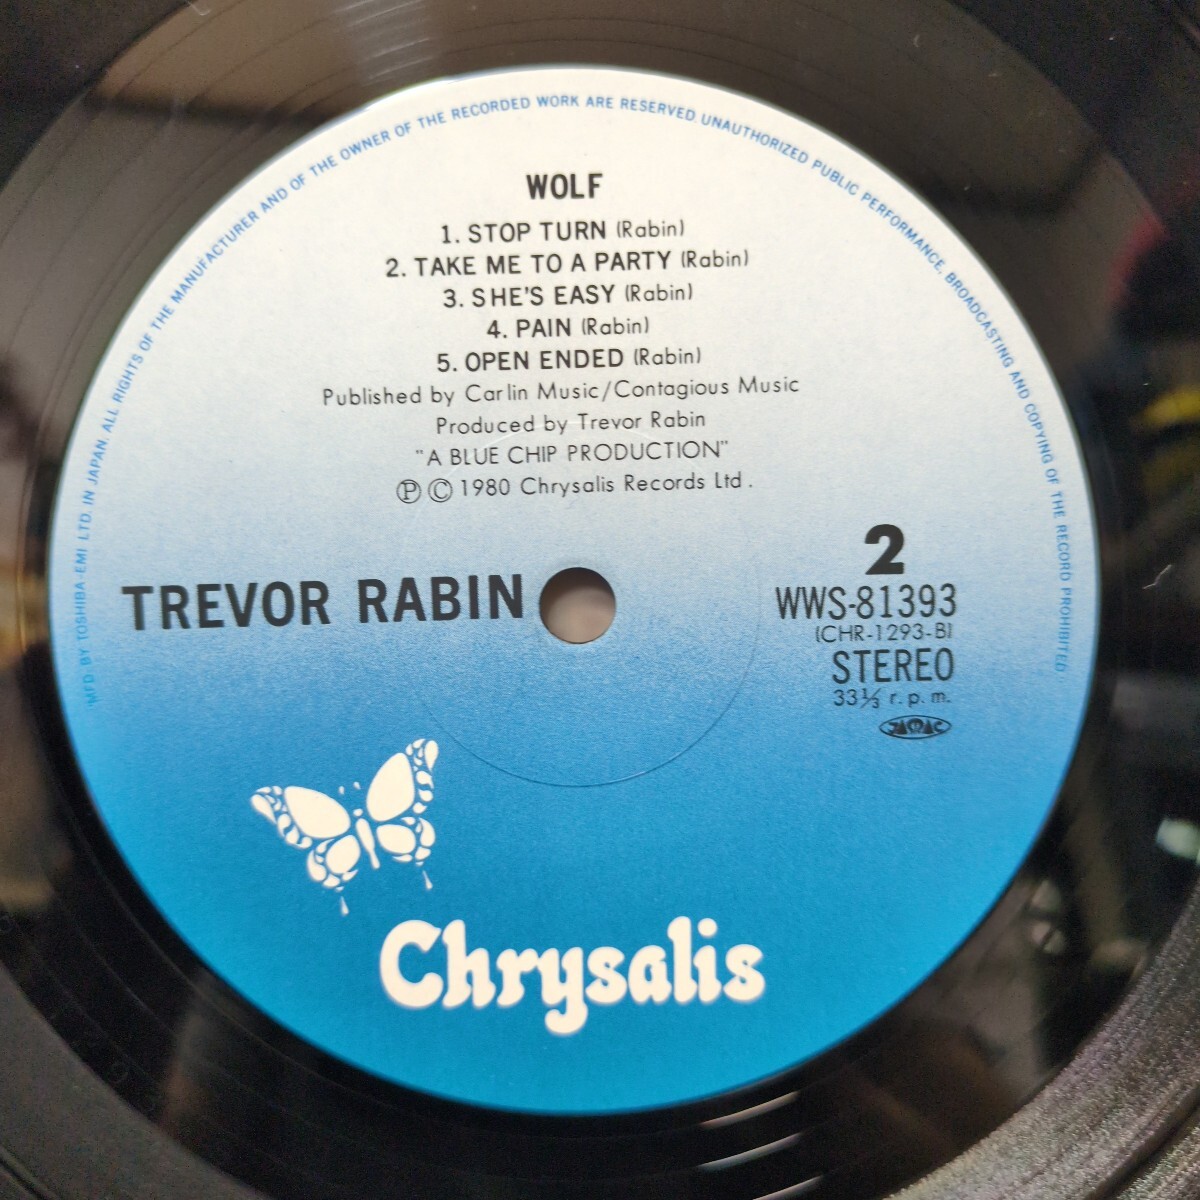 MFD BY TOSHIBA-EMI LTD. IN JAPAN. ALL RIGHTS OF THE MANUFACTURER AND OF THE OWNER OF THE RECORDED WORK ARE RESERVED. UNAUTHORIZED PUBLIC PERFORMANCE, BROADCASTING AND COPYING OF THE RECORD PROHIBITED
WOLF
1. STOP TURN (Rabin)
2. TAKE ME TO A PARTY (Rabin)
3. SHE'S EASY (Rabin)
4. PAIN (Rabin)
5. OPEN ENDED (Rabin)
Published by Carlin Music/Contagious Music
Produced by Trevor Rabin
"A BLUE CHIP PRODUCTION"
Ⓟ Ⓒ 1980 Chrysalis Records Ltd.
TREVOR RABIN
2
WWS-81393
(CHR-1293-B)
STEREO
33⅓ r.p.m.
JAMAC
Chrysalis